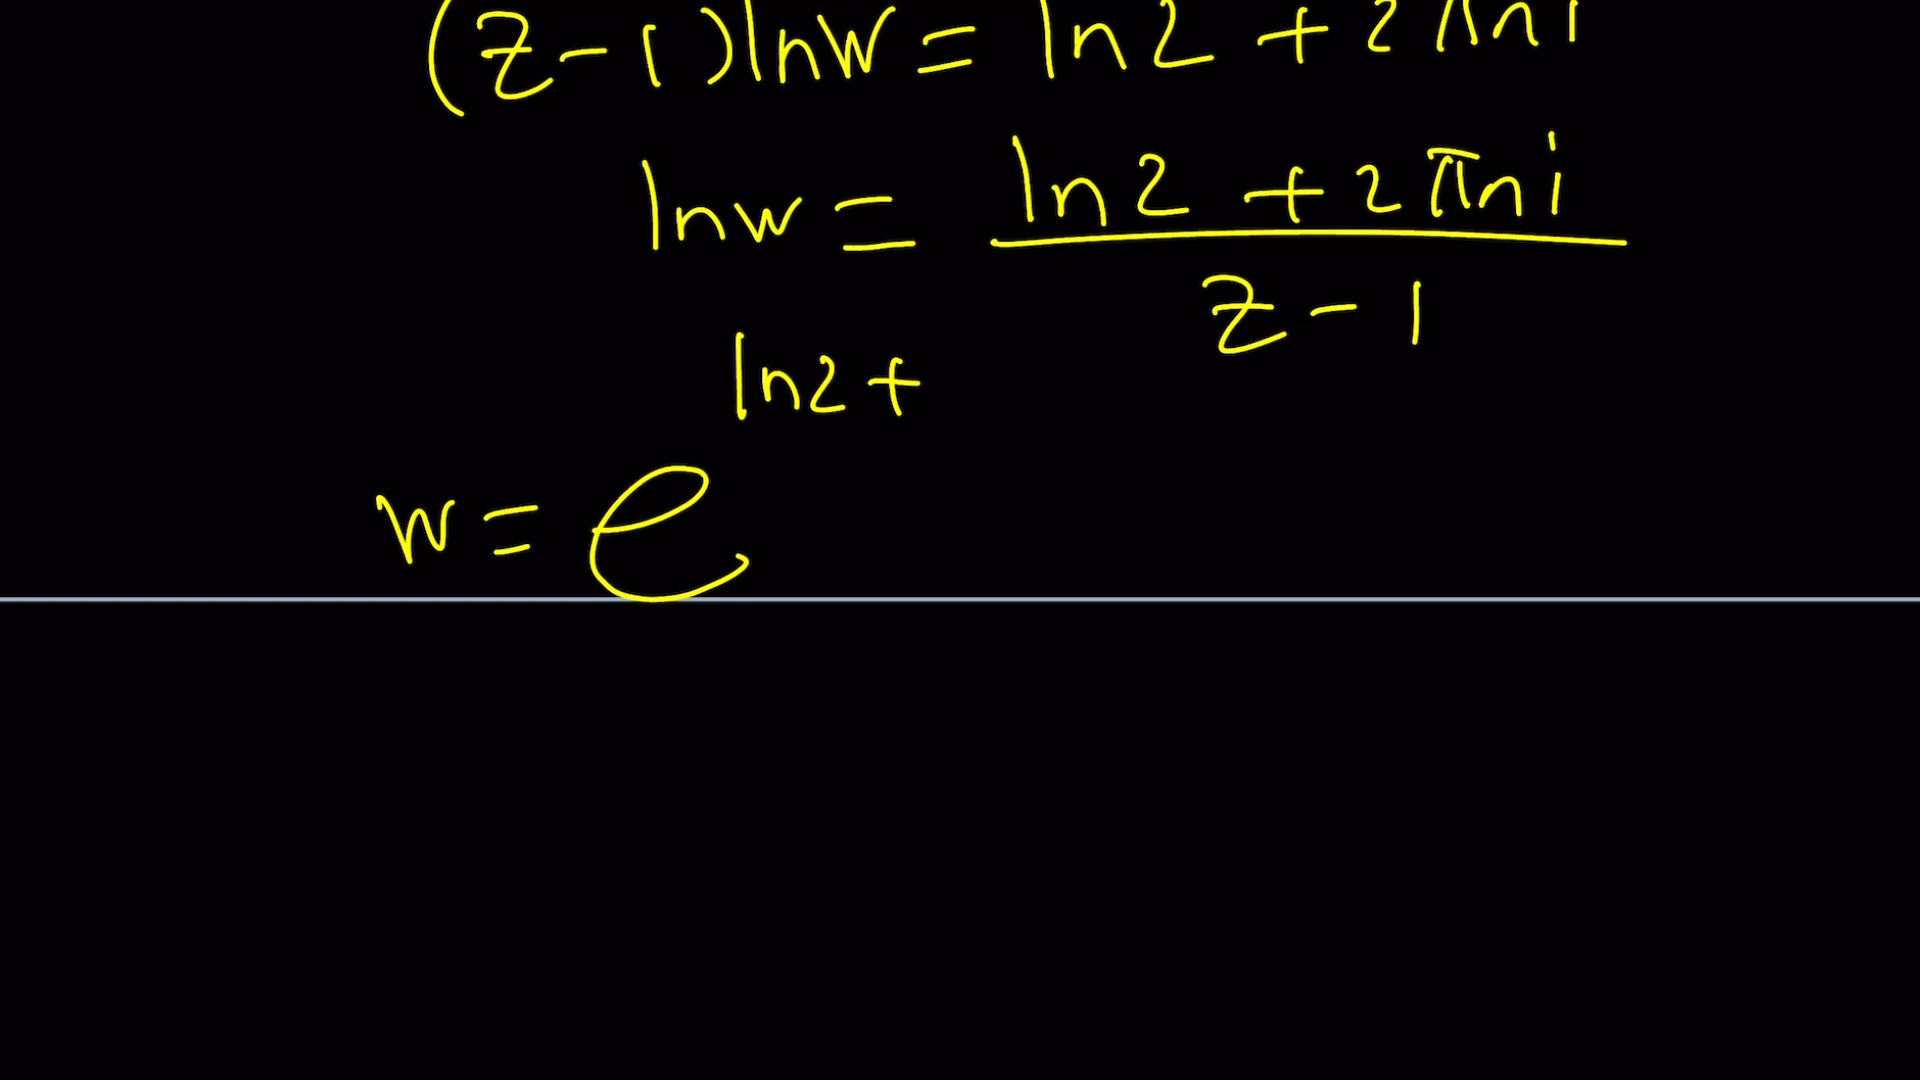 (z-1)lnw = ln2 + 2πni
lnw = ln2 + 2πni
z-1
ln2+
w = e